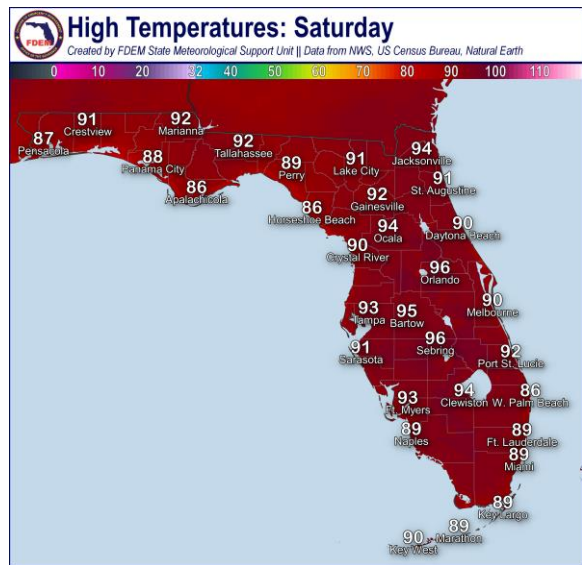 FDEM
High Temperatures: Saturday
Created by FDEM State Meteorological Support Unit || Data from NWS, US Census Bureau, Natural Earth
0 10 20 32 40 50 60 70 80 90 100 110
91
Crestview
92
Marianna
87
Pensacola
88
Panama City
92
Tallahassee
86
Apalachicola
89
Perry
91
Lake City
94
Jacksonville
91
St. Augustine
86
Horseshoe Beach
92
Gainesville
94
Ocala
90
Daytona Beach
90
Crystal River
96
Orlando
90
Melbourne
93
Tampa
95
Bartow
91
Sarasota
96
Sebring
92
Port St. Lucie
93
Ft. Myers
94
Clewiston
86
W. Palm Beach
89
Naples
89
Ft. Lauderdale
89
Miami
89
Key Largo
89
Marathon
90
Key West